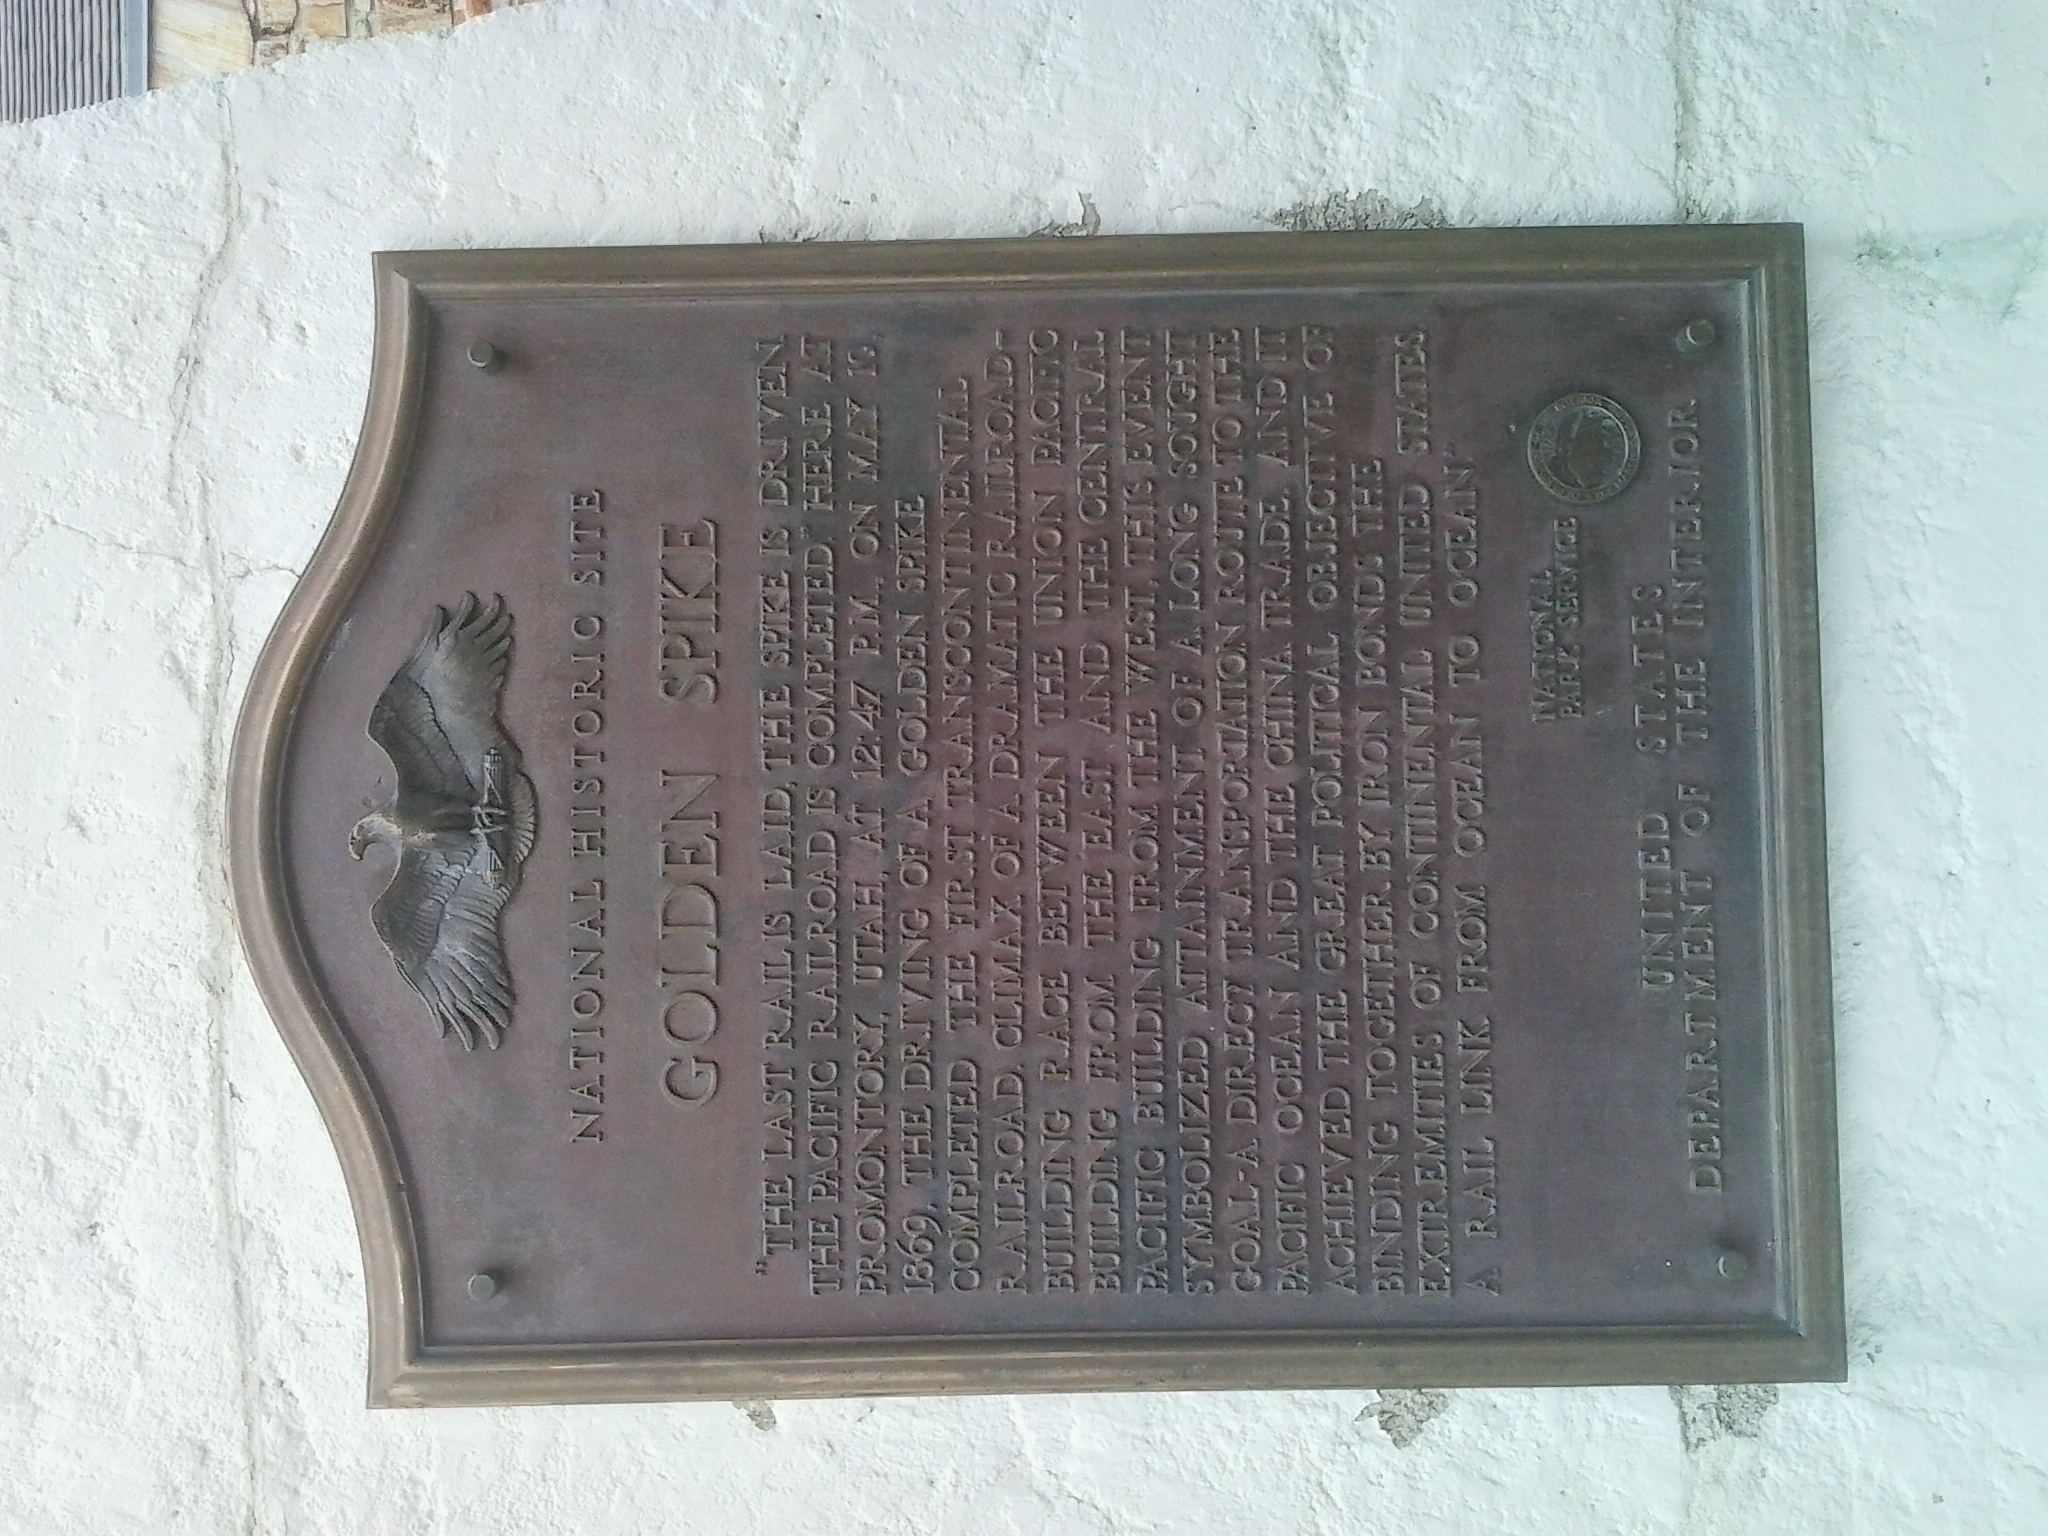 NATIONAL HISTORIC SITE
GOLDEN SPIKE
"THE LAST RAIL IS LAID, THE SPIKE IS DRIVEN,
THE PACIFIC RAILROAD IS COMPLETED," HERE AT
PROMONTORY, UTAH, AT 12:47 P.M. ON MAY 10,
1869. THE DRIVING OF A GOLDEN SPIKE
COMPLETED THE FIRST TRANSCONTINENTAL
RAILROAD. CLIMAX OF A DRAMATIC RAILROAD-
BUILDING RACE BETWEEN THE UNION PACIFIC
BUILDING FROM THE EAST AND THE CENTRAL
PACIFIC BUILDING FROM THE WEST, THIS EVENT
SYMBOLIZED ATTAINMENT OF A LONG SOUGHT
GOAL-A DIRECT TRANSPORTATION ROUTE TO THE
PACIFIC OCEAN AND THE CHINA TRADE. AND IT
ACHIEVED THE GREAT POLITICAL OBJECTIVE OF
BINDING TOGETHER BY IRON BONDS THE
EXTREMITIES OF CONTINENTAL UNITED STATES
A RAIL LINK FROM OCEAN TO OCEAN."
NATIONAL
PARK SERVICE
UNITED STATES
DEPARTMENT OF THE INTERIOR